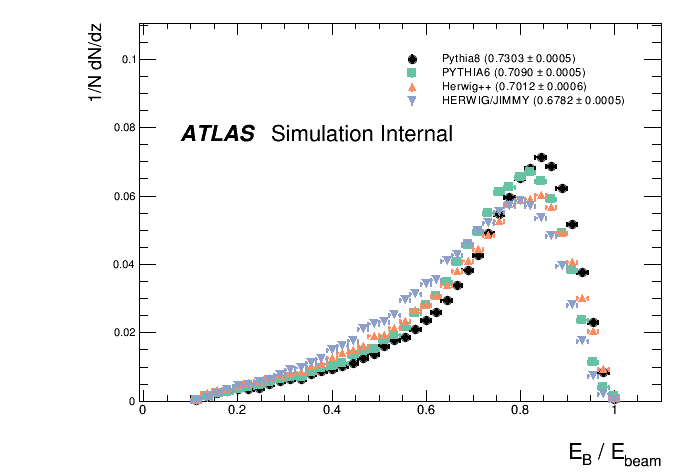 1/N dN/dz
0.1
Pythia8 (0.7303 ± 0.0005)
PYTHIA6 (0.7090 ± 0.0005)
Herwig++ (0.7012 ± 0.0006)
HERWIG/JIMMY (0.6782 ± 0.0005)
0.08
ATLAS Simulation Internal
0.06
0.04
0.02
0
0 0.2 0.4 0.6 0.8 1
E_B / E_beam